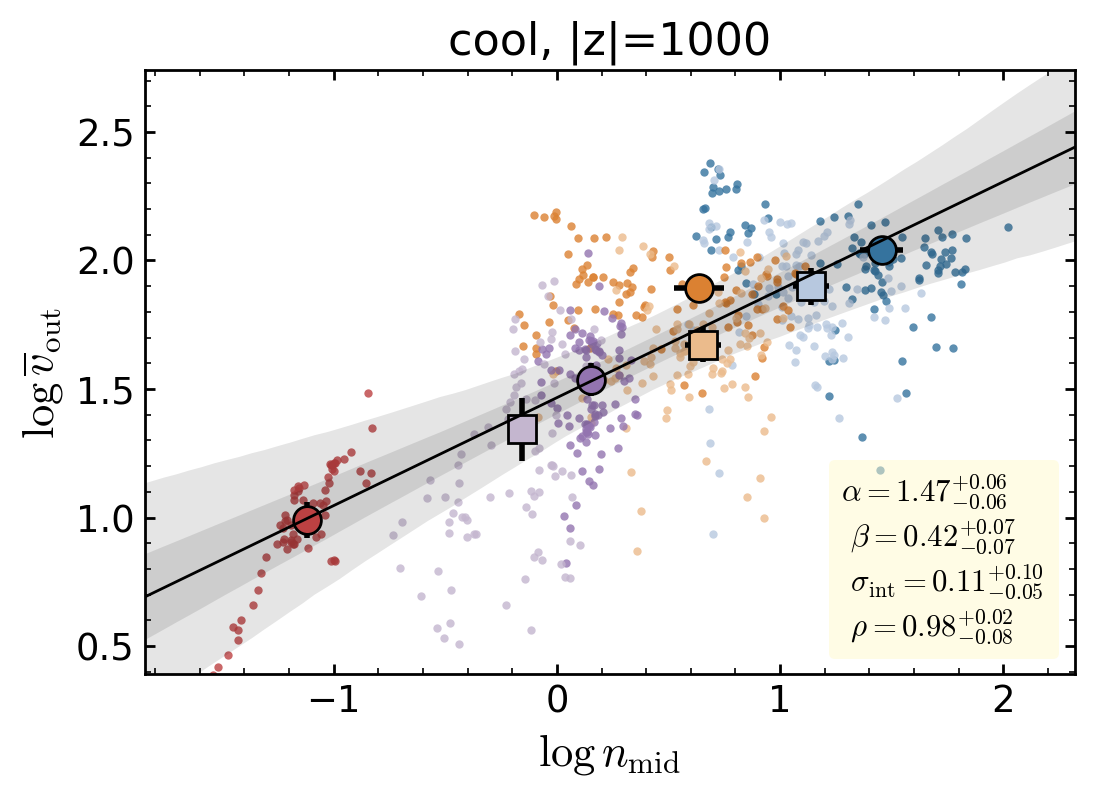 cool, |z|=1000
2.5
2.0
1.5
1.0
0.5
log v̅_out
α = 1.47^{+0.06}_{−0.06}
β = 0.42^{+0.07}_{−0.07}
σ_int = 0.11^{+0.10}_{−0.05}
ρ = 0.98^{+0.02}_{−0.08}
−1 0 1 2
log n_mid